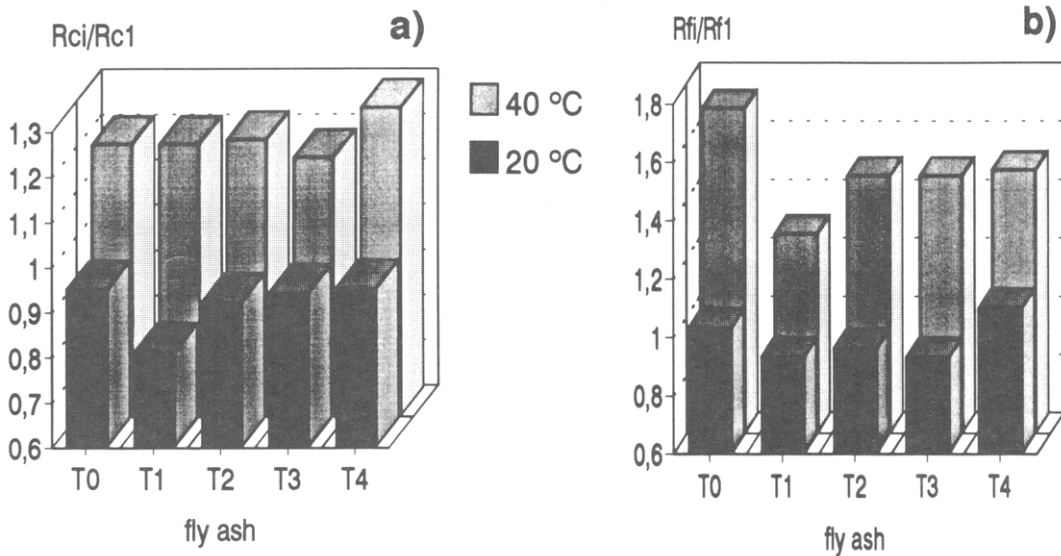 Rci/Rc1
a)
1,3
1,2
1,1
1
0,9
0,8
0,7
0,6
T0 T1 T2 T3 T4
fly ash
40 ºC
20 ºC
Rfi/Rf1
b)
1,8
1,6
1,4
1,2
1
0,8
0,6
T0 T1 T2 T3 T4
fly ash